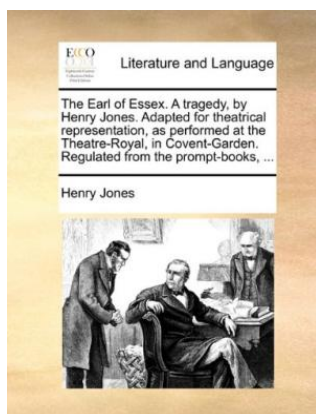 ECCO
Literature and Language
The Earl of Essex. A tragedy, by
Henry Jones. Adapted for theatrical
representation, as performed at the
Theatre-Royal, in Covent-Garden.
Regulated from the prompt-books, ...
Henry Jones